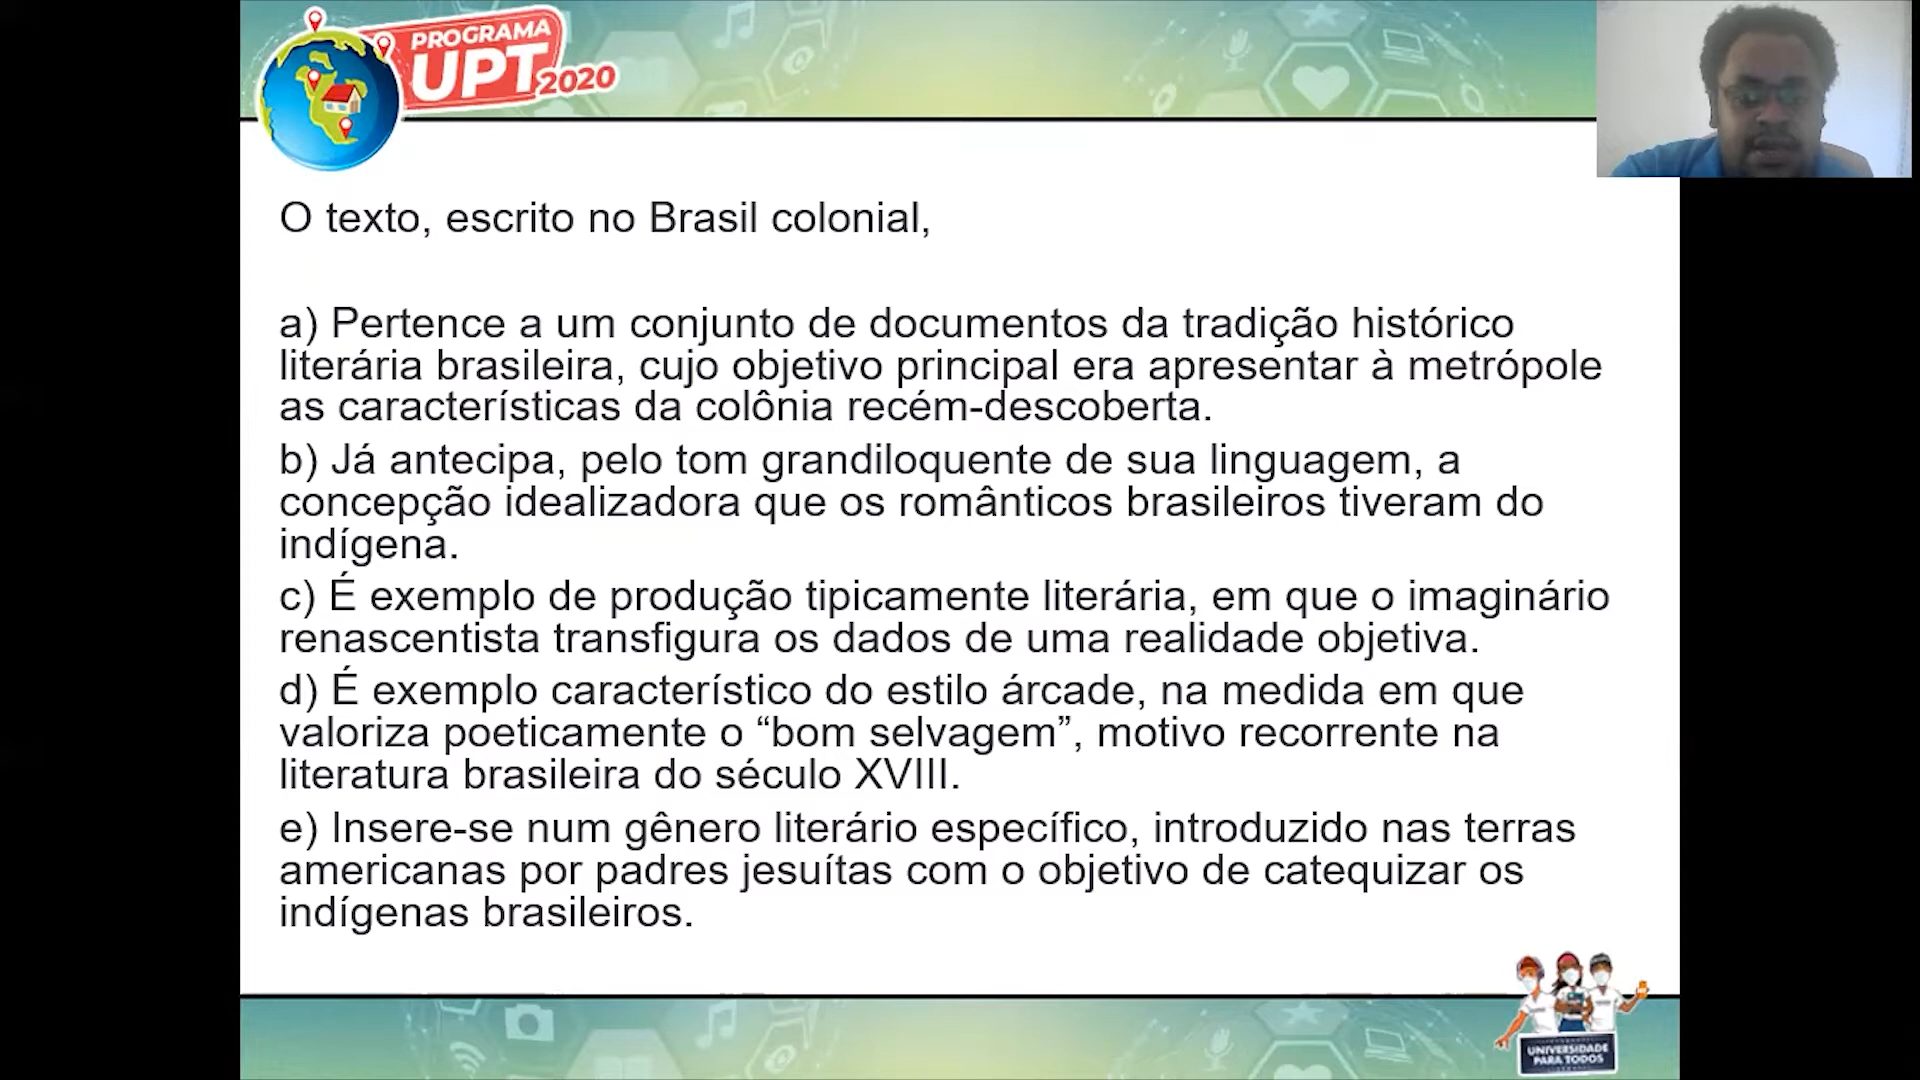 PROGRAMA
UPT 2020
O texto, escrito no Brasil colonial,
a) Pertence a um conjunto de documentos da tradição histórico
literária brasileira, cujo objetivo principal era apresentar à metrópole
as características da colônia recém-descoberta.
b) Já antecipa, pelo tom grandiloquente de sua linguagem, a
concepção idealizadora que os românticos brasileiros tiveram do
indígena.
c) É exemplo de produção tipicamente literária, em que o imaginário
renascentista transfigura os dados de uma realidade objetiva.
d) É exemplo característico do estilo árcade, na medida em que
valoriza poeticamente o “bom selvagem”, motivo recorrente na
literatura brasileira do século XVIII.
e) Insere-se num gênero literário específico, introduzido nas terras
americanas por padres jesuítas com o objetivo de catequizar os
indígenas brasileiros.
UNIVERSIDADE
PARA TODOS